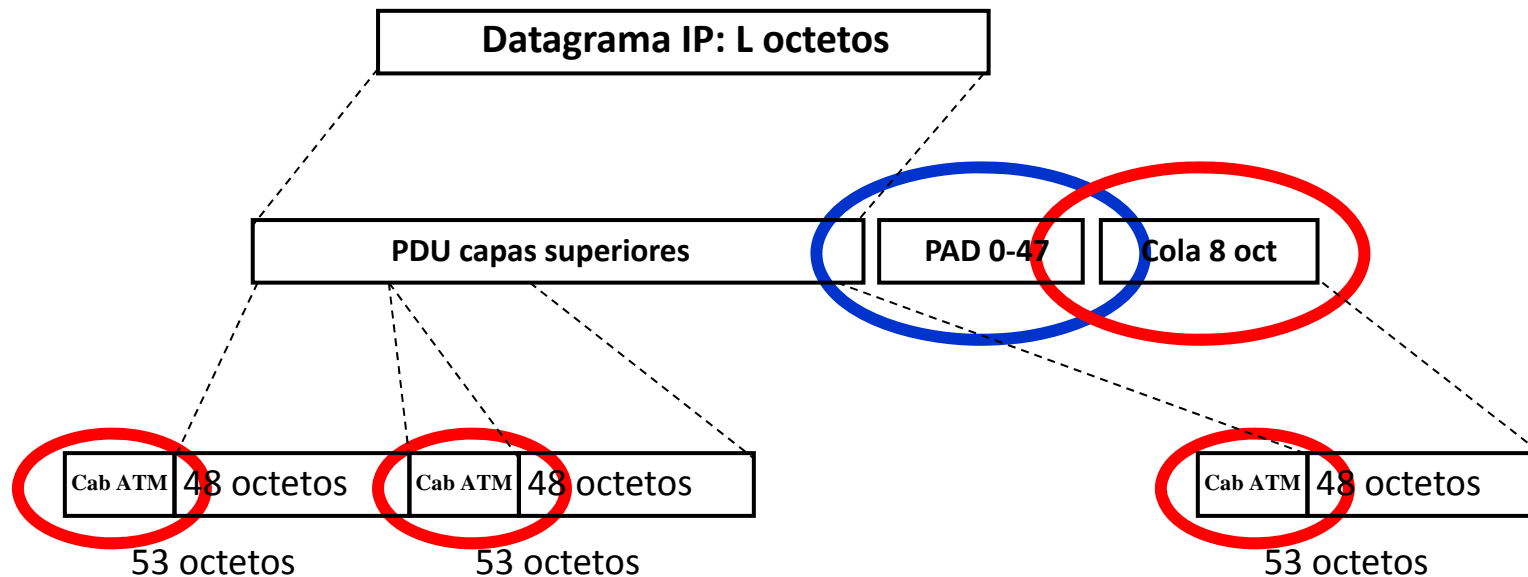 Datagrama IP: L octetos
PDU capas superiores
PAD 0-47
Cola 8 oct
Cab ATM
48 octetos
Cab ATM
48 octetos
Cab ATM
48 octetos
53 octetos
53 octetos
53 octetos